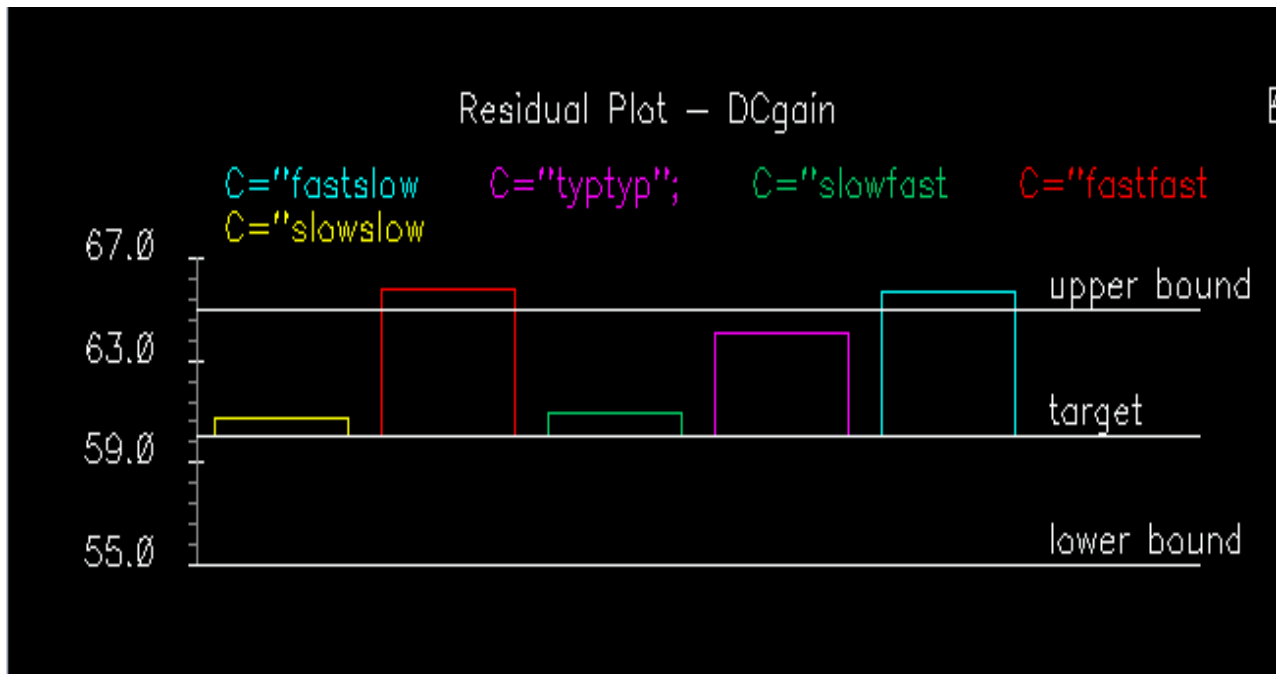 Residual Plot – DCgain
C="fastslow C="typtyp"; C="slowfast C="fastfast
C="slowslow
67.0
upper bound
63.0
target
59.0
lower bound
55.0